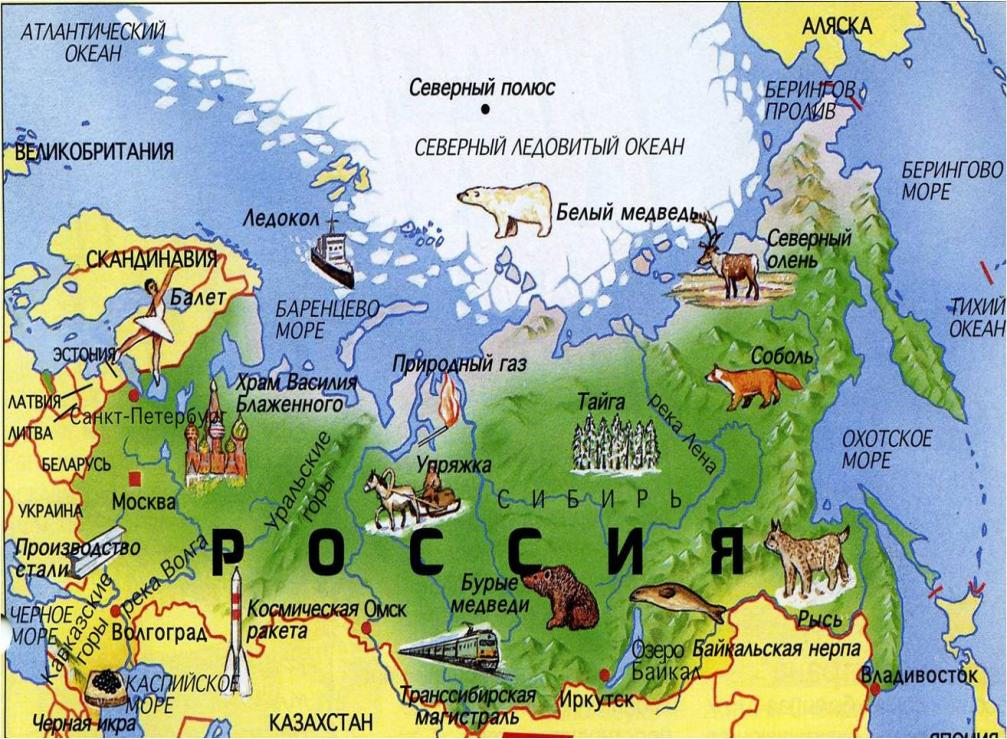 АТЛАНТИЧЕСКИЙ
ОКЕАН
АЛЯСКА
Северный полюс
БЕРИНГОВ
ПРОЛИВ
СЕВЕРНЫЙ ЛЕДОВИТЫЙ ОКЕАН
ВЕЛИКОБРИТАНИЯ
БЕРИНГОВО
МОРЕ
Ледокол
Белый медведь
Северный
олень
СКАНДИНАВИЯ
Балет
БАРЕНЦЕВО
МОРЕ
ТИХИЙ
ОКЕАН
ЭСТОНИЯ
Природный газ
Соболь
Храм Василия
Блаженного
ЛАТВИЯ
Санкт-Петербург
Тайга
река Лена
ЛИТВА
ОХОТСКОЕ
МОРЕ
БЕЛАРУСЬ
Уральские
горы
Упряжка
СИБИРЬ
Москва
УКРАИНА
РОССИЯ
Производство
стали
река Волга
Бурые
медведи
ЧЕРНОЕ
МОРЕ
Кавказские
горы
Волгоград
Космическая
ракета
Омск
Рысь
Озеро
Байкал
Байкальская нерпа
КАСПИЙСКОЕ
МОРЕ
Транссибирская
магистраль
Иркутск
Владивосток
Черная икра
КАЗАХСТАН
ЯПОНИЯ